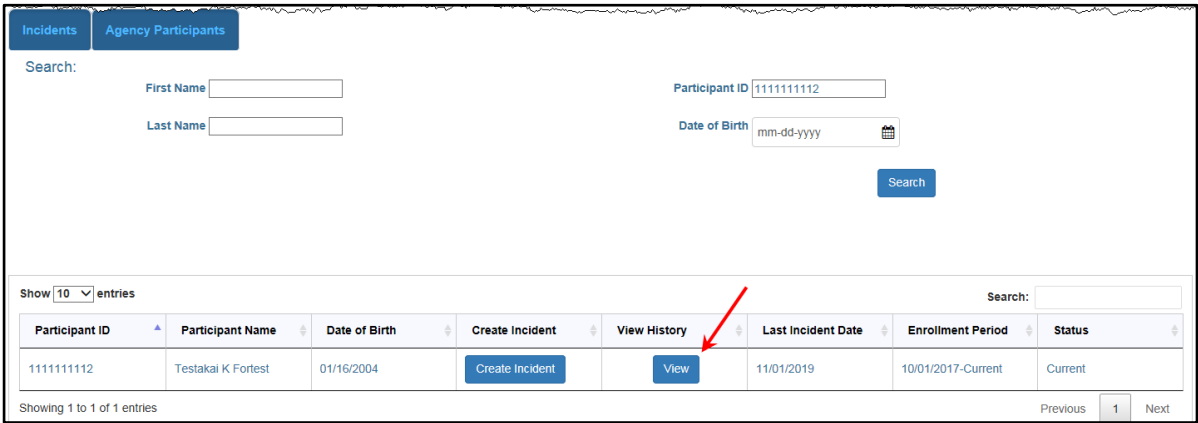 Incidents Agency Participants
Search:
First Name Participant ID 1111111112
Last Name Date of Birth mm-dd-yyyy
Search
Show 10 entries Search:
Participant ID Participant Name Date of Birth Create Incident View History Last Incident Date Enrollment Period Status
1111111112 Testakai K Fortest 01/16/2004 Create Incident View 11/01/2019 10/01/2017-Current Current
Showing 1 to 1 of 1 entries Previous 1 Next